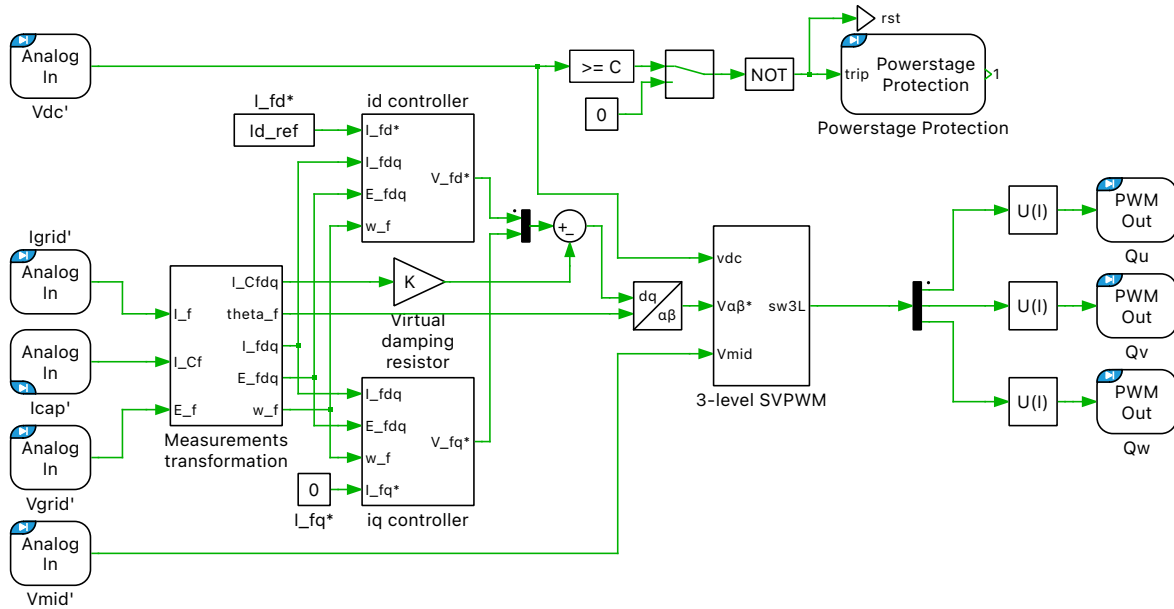 Analog
In
Vdc'
>= C
0
NOT
rst
trip
Powerstage
Protection
1
Powerstage Protection
I_fd*
Id_ref
id controller
I_fd*
I_fdq
E_fdq
w_f
V_fd*
+
-
Igrid'
Analog
In
Analog
In
Icap'
Analog
In
Vgrid'
Analog
In
Vmid'
I_f
I_Cf
E_f
I_Cfdq
theta_f
I_fdq
E_fdq
w_f
Measurements
transformation
K
Virtual
damping
resistor
I_fdq
E_fdq
w_f
I_fq*
V_fq*
iq controller
0
I_fq*
dq
αβ
vdc
Vαβ*
Vmid
sw3L
3-level SVPWM
U(I)
PWM
Out
Qu
U(I)
PWM
Out
Qv
U(I)
PWM
Out
Qw